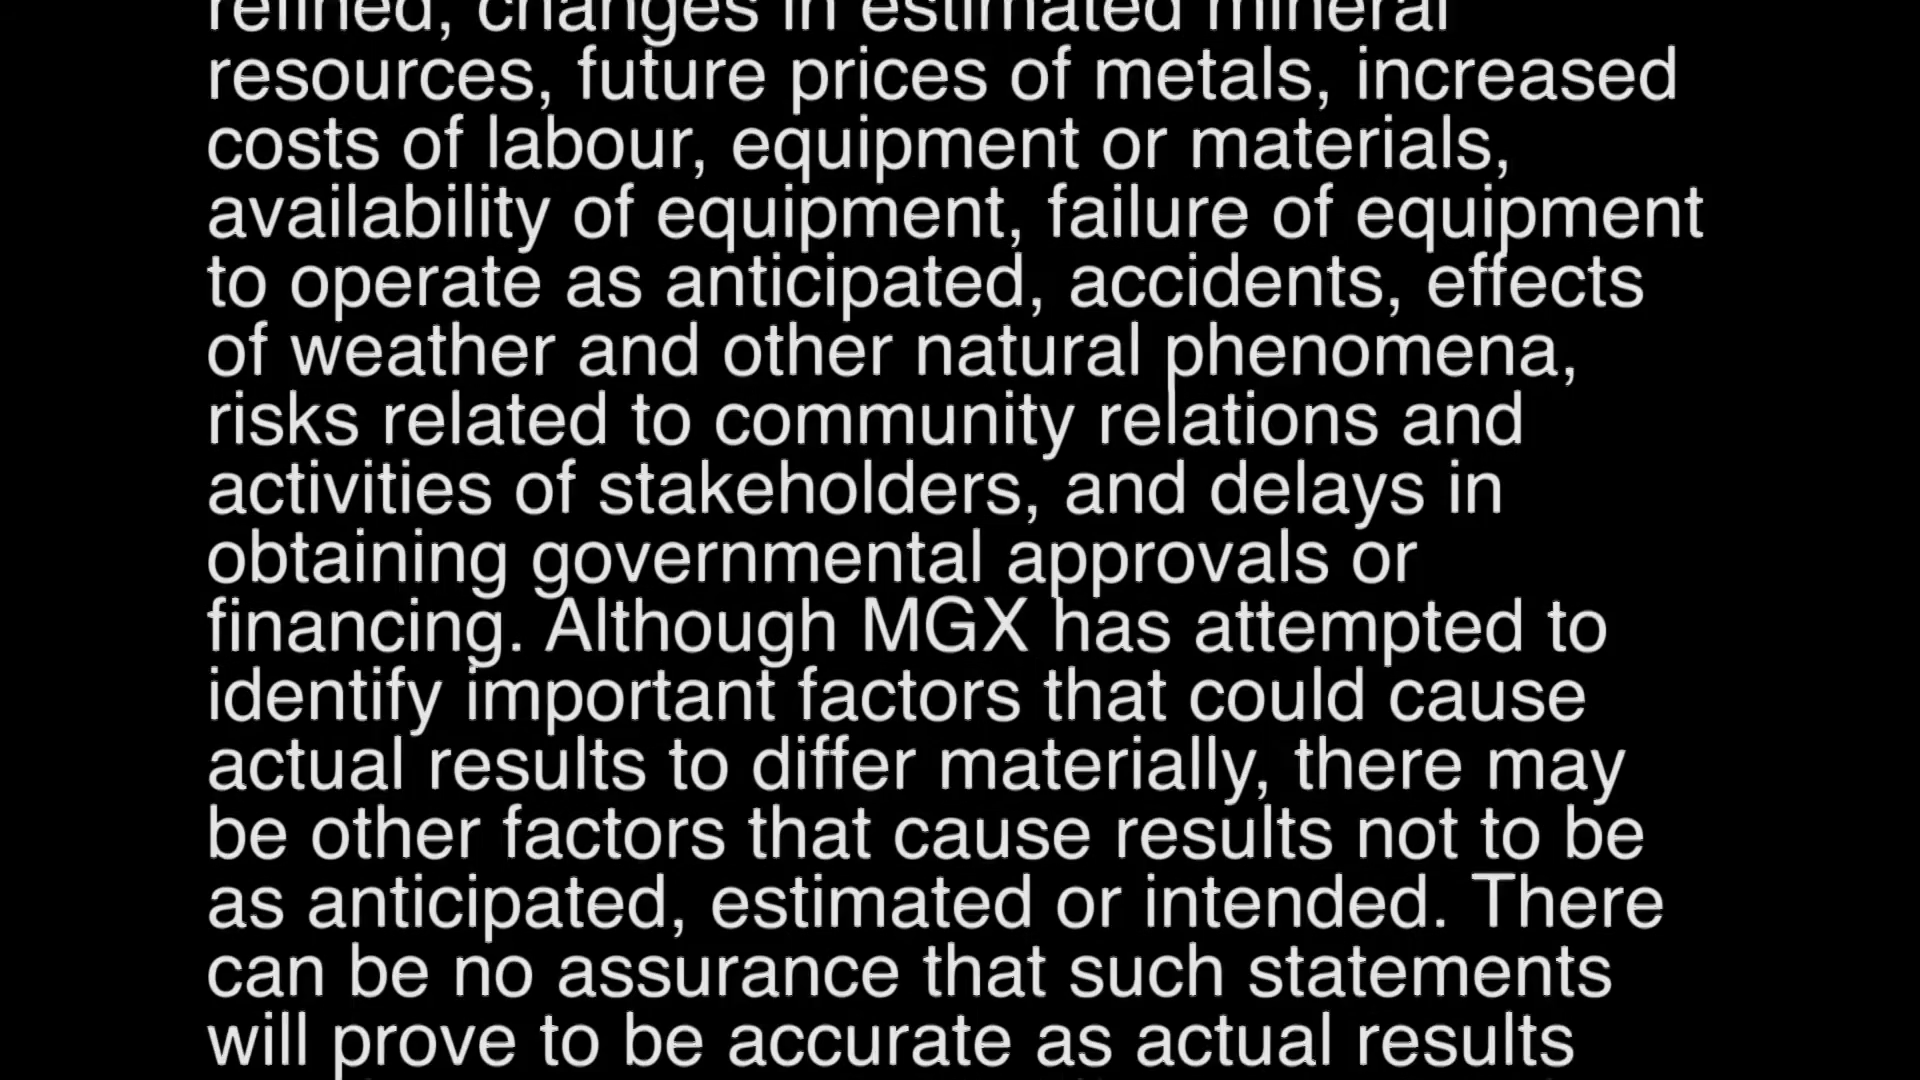 refined, changes in estimated mineral
resources, future prices of metals, increased
costs of labour, equipment or materials,
availability of equipment, failure of equipment
to operate as anticipated, accidents, effects
of weather and other natural phenomena,
risks related to community relations and
activities of stakeholders, and delays in
obtaining governmental approvals or
financing. Although MGX has attempted to
identify important factors that could cause
actual results to differ materially, there may
be other factors that cause results not to be
as anticipated, estimated or intended. There
can be no assurance that such statements
will prove to be accurate as actual results